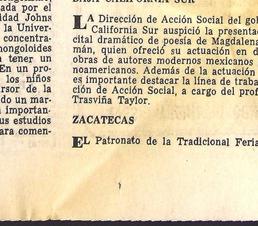 ada por el
idad Johns
la Univer-
concentra-
mongoloides
tener un
En un pro-
los niños
rsor de la
do un mar-
importan-
us estudios
para comen-
BAJA CALIFORNIA SUR
LA Dirección de Acción Social del gob
California Sur auspició la presentac
cital dramático de poesía de Magdalena
mán, quien ofreció su actuación en d
obras de autores modernos mexicanos
noamericanos. Además de la actuación
es importante destacar la línea de traba
ción de Acción Social, a cargo del prof
Trasviña Taylor.
ZACATECAS
EL Patronato de la Tradicional Feria